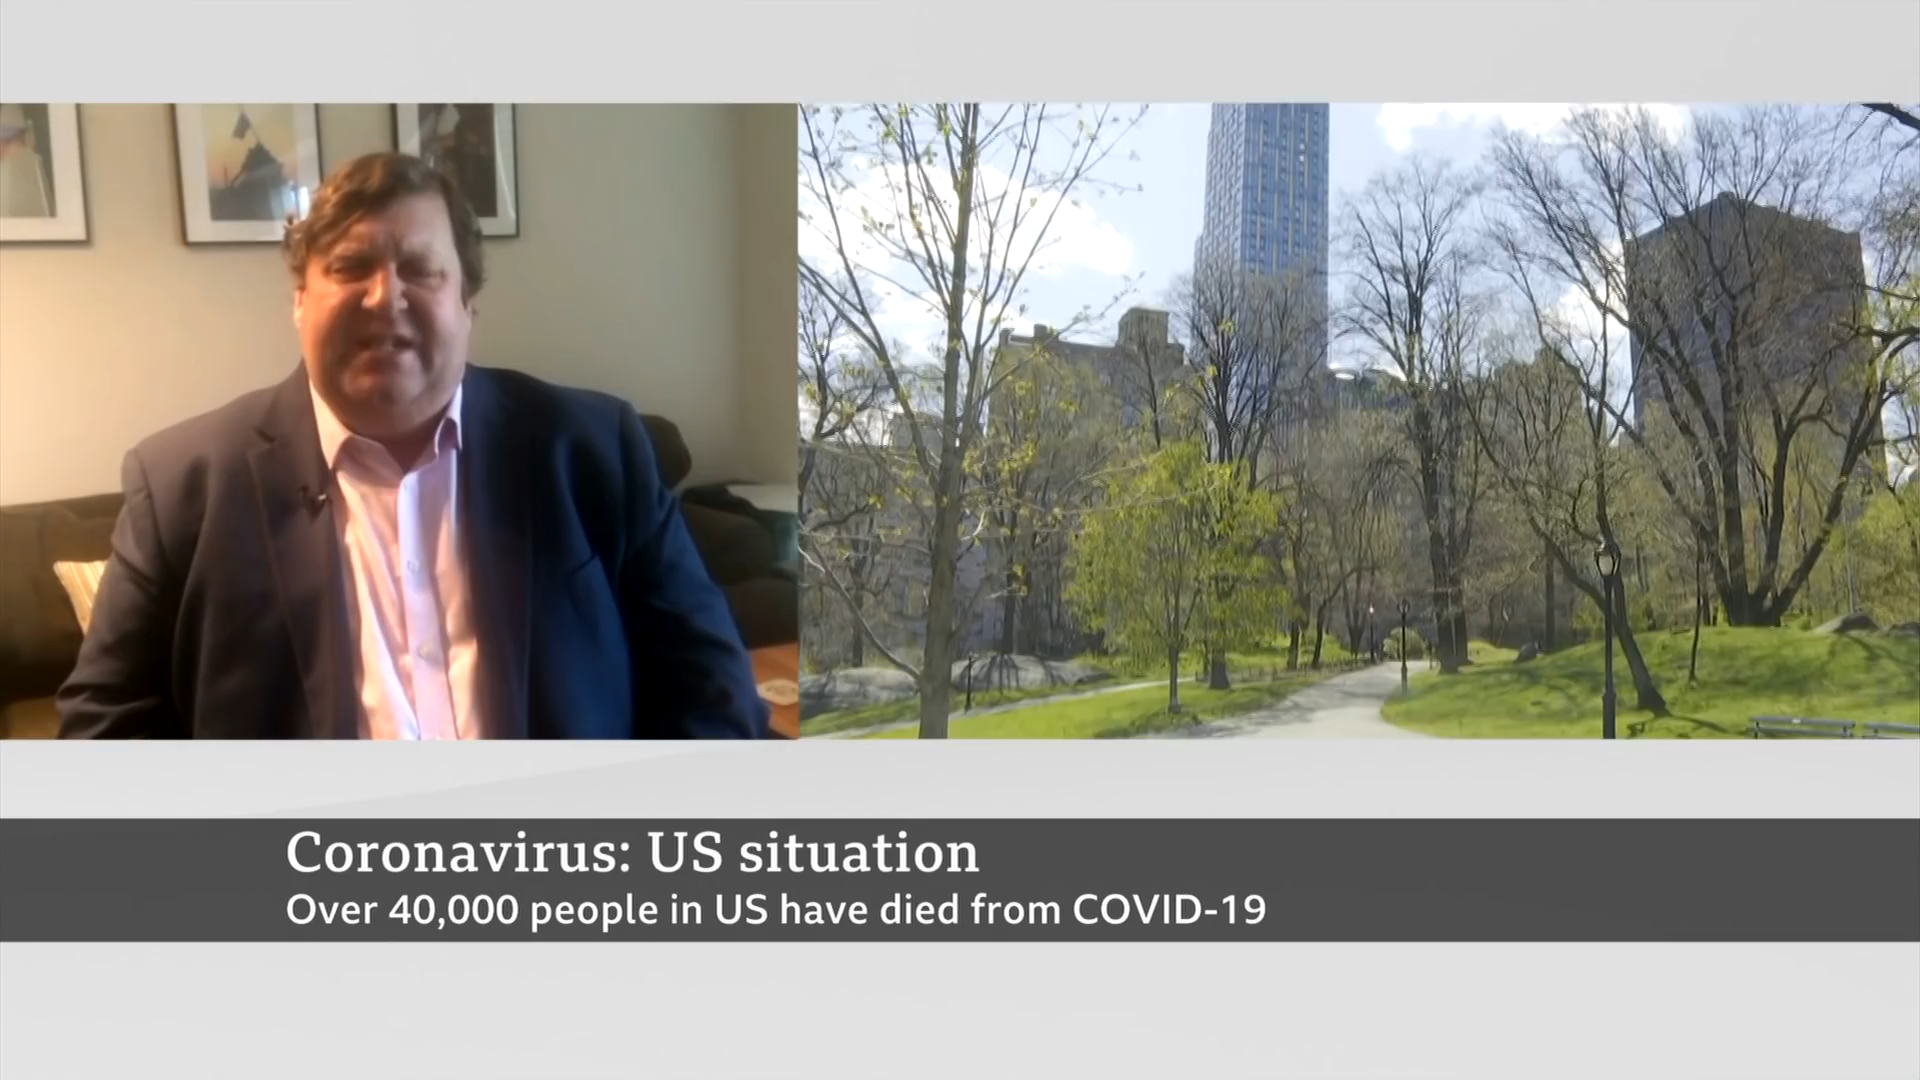 Coronavirus: US situation
Over 40,000 people in US have died from COVID-19